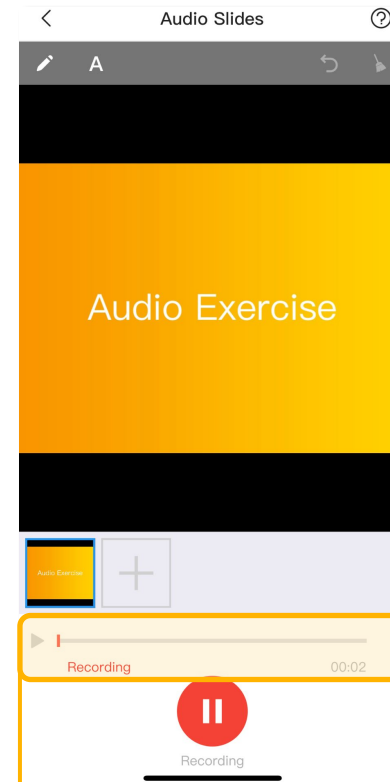 Audio Slides
A
Audio Exercise
Audio Exercise
Recording 00:02
Recording